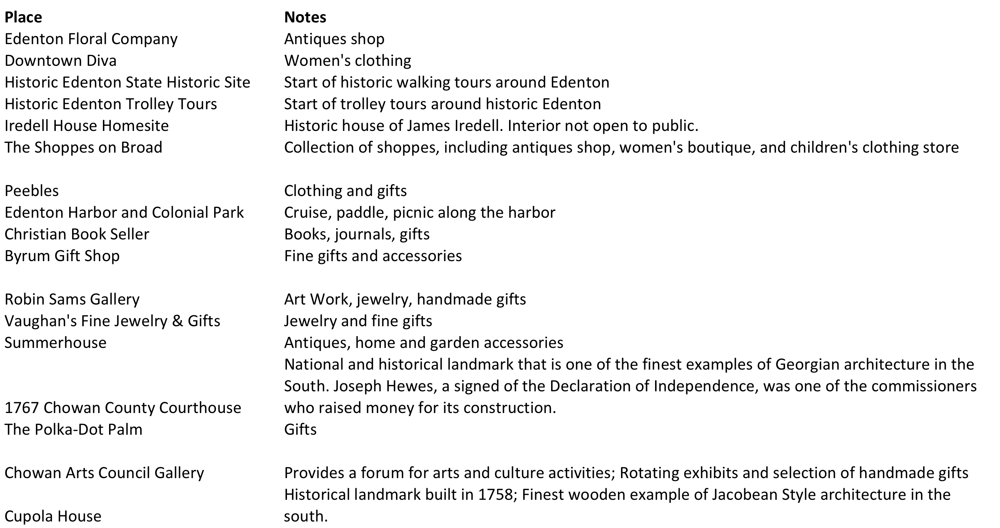 Place Notes
Edenton Floral Company Antiques shop
Downtown Diva Women's clothing
Historic Edenton State Historic Site Start of historic walking tours around Edenton
Historic Edenton Trolley Tours Start of trolley tours around historic Edenton
Iredell House Homesite Historic house of James Iredell. Interior not open to public.
The Shoppes on Broad Collection of shoppes, including antiques shop, women's boutique, and children's clothing store
Peebles Clothing and gifts
Edenton Harbor and Colonial Park Cruise, paddle, picnic along the harbor
Christian Book Seller Books, journals, gifts
Byrum Gift Shop Fine gifts and accessories
Robin Sams Gallery Art Work, jewelry, handmade gifts
Vaughan's Fine Jewelry & Gifts Jewelry and fine gifts
Summerhouse Antiques, home and garden accessories
National and historical landmark that is one of the finest examples of Georgian architecture in the
South. Joseph Hewes, a signed of the Declaration of Independence, was one of the commissioners
1767 Chowan County Courthouse who raised money for its construction.
The Polka-Dot Palm Gifts
Chowan Arts Council Gallery Provides a forum for arts and culture activities; Rotating exhibits and selection of handmade gifts
Historical landmark built in 1758; Finest wooden example of Jacobean Style architecture in the
Cupola House south.